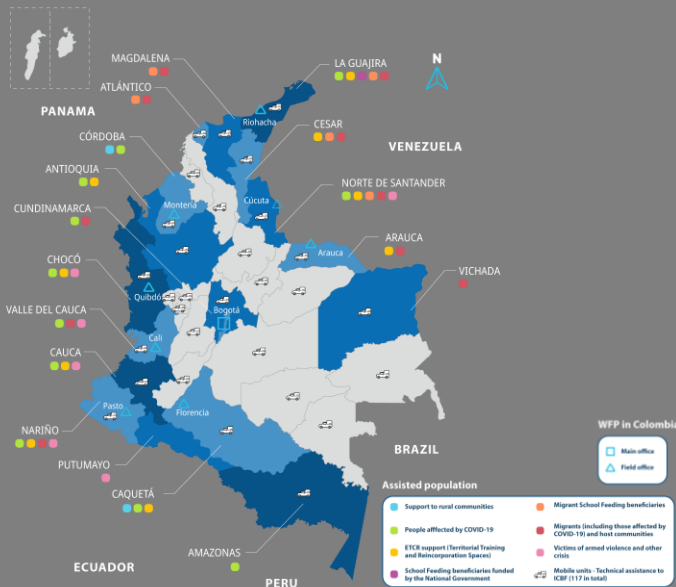 MAGDALENA
LA GUAJIRA
N
ATLÁNTICO
PANAMA
Riohacha
CESAR
CÓRDOBA
VENEZUELA
ANTIOQUIA
NORTE DE SANTANDER
Cúcuta
Montería
CUNDINAMARCA
ARAUCA
Arauca
CHOCÓ
VICHADA
Quibdó
Bogotá
VALLE DEL CAUCA
Cali
CAUCA
Pasto
Florencia
NARIÑO
WFP in Colombia
Main office
Field office
BRAZIL
PUTUMAYO
CAQUETÁ
Assisted population
Support to rural communities
People afffected by COVID-19
ETCR support (Territorial Training
and Reincorporation Spaces)
School Feeding beneficiaries funded
by the National Government
Migrant School Feeding beneficiaries
Migrants (including those affected by
COVID-19) and host communities
Victims of armed violence and other
crisis
Mobile units - Technical assistance to
ICBF (117 in total)
AMAZONAS
ECUADOR
PERU